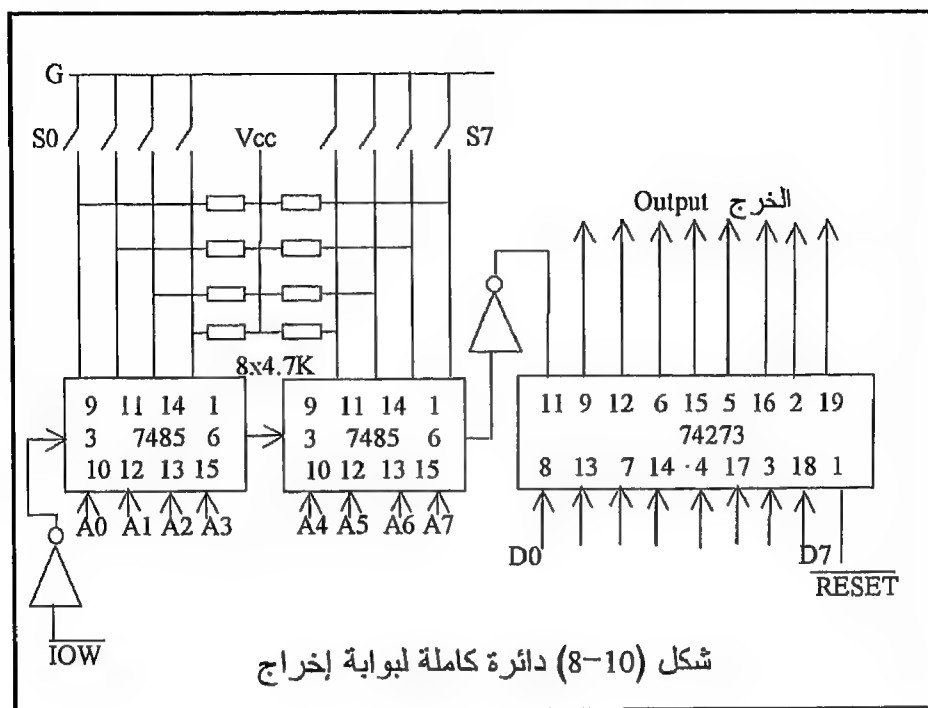 G
S0 Vcc S7
Output الخرج
8x4.7K
9 11 14 1
3 7485 6
10 12 13 15
A0 A1 A2 A3
9 11 14 1
3 7485 6
10 12 13 15
A4 A5 A6 A7
11 9 12 6 15 5 16 2 19
74273
8 13 7 14 4 17 3 18 1
D0 D7
RESET
IOW
شكل (8-10) دائرة كاملة لبوابة إخراج